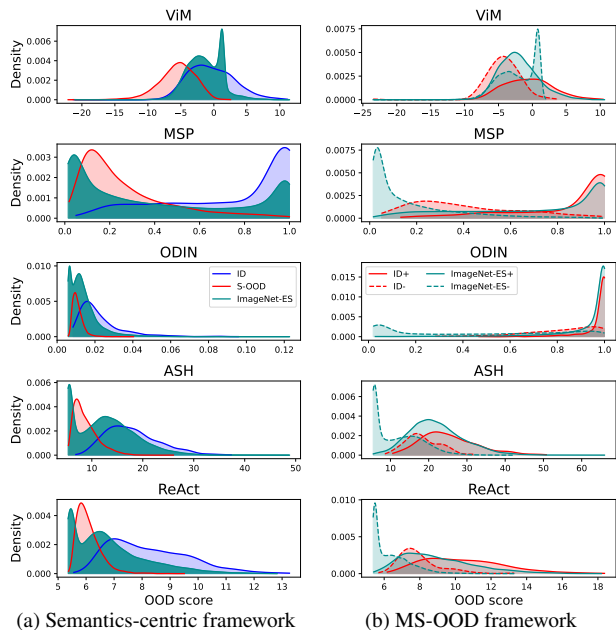 ViM
Density
0.006
0.004
0.002
0.000
−20 −15 −10 −5 0 5 10
MSP
Density
0.003
0.002
0.001
0.000
0.0 0.2 0.4 0.6 0.8 1.0
ODIN
Density
0.010
0.005
0.000
ID
S-OOD
ImageNet-ES
0.00 0.02 0.04 0.06 0.08 0.10 0.12
ASH
Density
0.006
0.004
0.002
0.000
10 20 30 40 50
ReAct
Density
0.004
0.002
0.000
5 6 7 8 9 10 11 12 13
OOD score
(a) Semantics-centric framework
ViM
0.0075
0.0050
0.0025
0.0000
−25 −20 −15 −10 −5 0 5 10
MSP
0.0075
0.0050
0.0025
0.0000
0.0 0.2 0.4 0.6 0.8 1.0
ODIN
0.015
0.010
0.005
0.000
ID+ ImageNet-ES+
ID- ImageNet-ES-
0.0 0.2 0.4 0.6 0.8 1.0
ASH
0.006
0.004
0.002
0.000
10 20 30 40 50 60
ReAct
0.010
0.005
0.000
6 8 10 12 14 16 18
OOD score
(b) MS-OOD framework